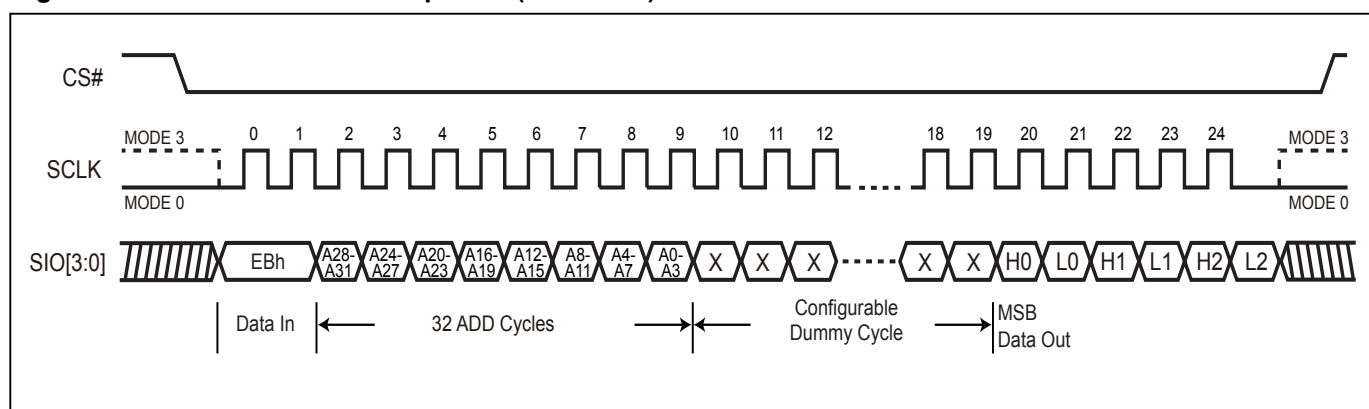 CS#
MODE 3
0 1 2 3 4 5 6 7 8 9 10 11 12 18 19 20 21 22 23 24
MODE 3
SCLK
MODE 0
MODE 0
SIO[3:0]
EBh
A28-A31
A24-A27
A20-A23
A16-A19
A12-A15
A8-A11
A4-A7
A0-A3
X X X X X H0 L0 H1 L1 H2 L2
Data In
32 ADD Cycles
Configurable
Dummy Cycle
MSB
Data Out